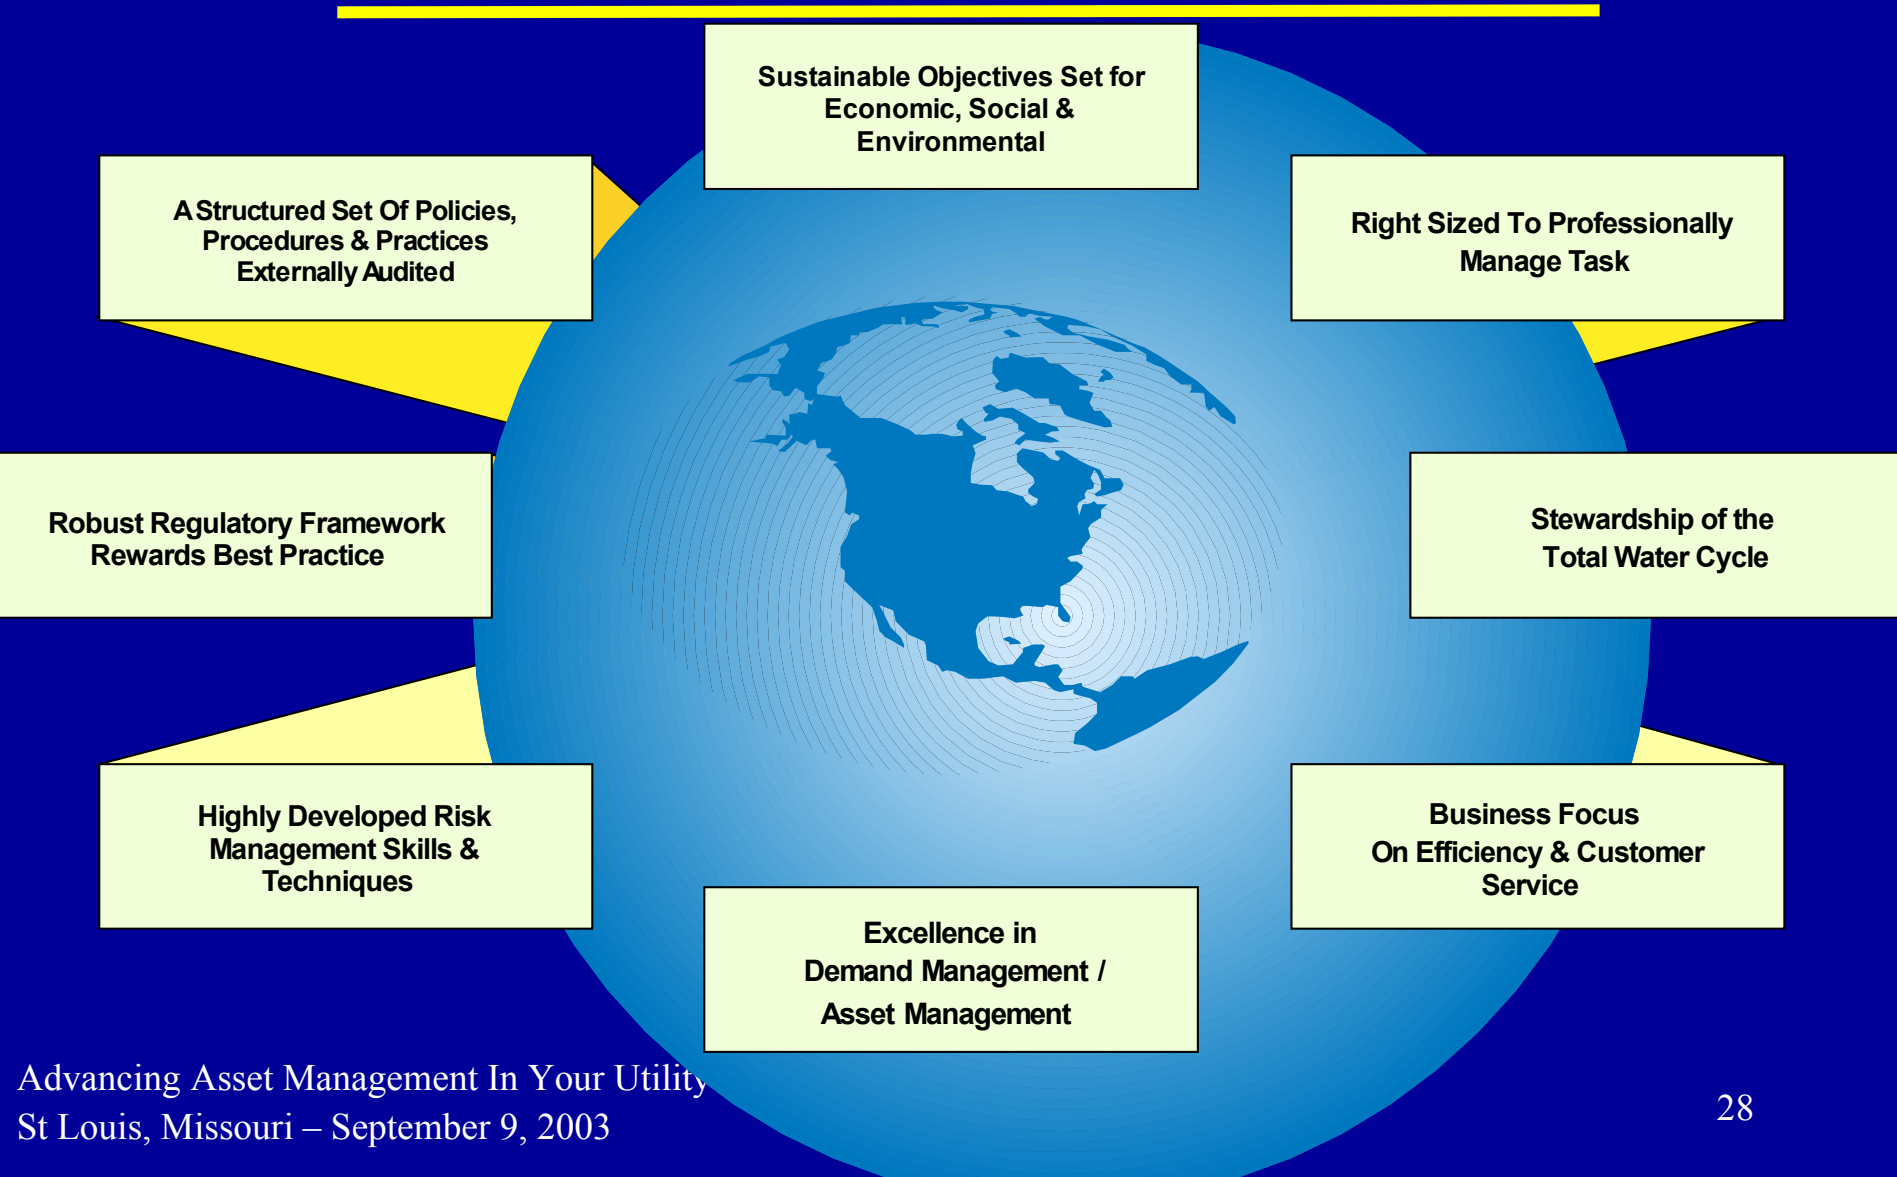 Sustainable Objectives Set for
Economic, Social &
Environmental
A Structured Set Of Policies,
Procedures & Practices
Externally Audited
Right Sized To Professionally
Manage Task
Robust Regulatory Framework
Rewards Best Practice
Stewardship of the
Total Water Cycle
Highly Developed Risk
Management Skills &
Techniques
Business Focus
On Efficiency & Customer
Service
Excellence in
Demand Management /
Asset Management
Advancing Asset Management In Your Utility
St Louis, Missouri – September 9, 2003
28